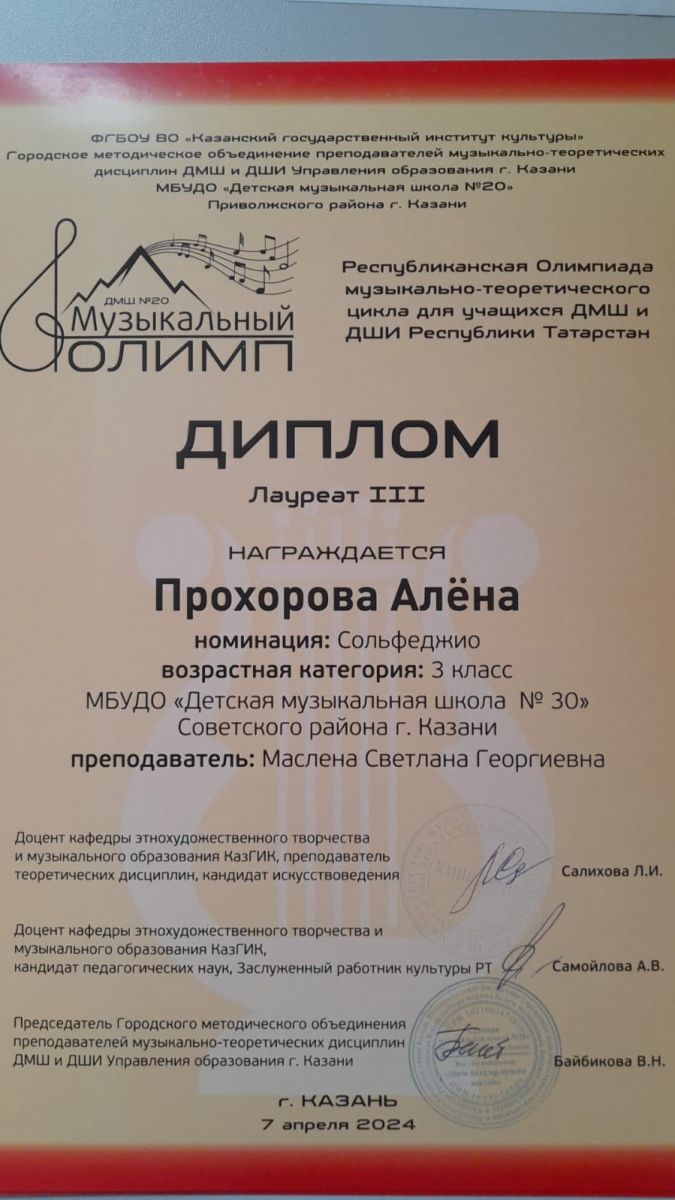 ФГБОУ ВО «Казанский государственный институт культуры»
Городское методическое объединение преподавателей музыкально-теоретических
дисциплин ДМШ и ДШИ Управления образования г. Казани
МБУДО «Детская музыкальная школа №20»
Приволжского района г. Казани
ДМШ №20
Музыкальный
ОЛИМП
Республиканская Олимпиада
музыкально-теоретического
цикла для учащихся ДМШ и
ДШИ Республики Татарстан
ДИПЛОМ
Лауреат III
НАГРАЖДАЕТСЯ
Прохорова Алёна
номинация: Сольфеджио
возрастная категория: 3 класс
МБУДО «Детская музыкальная школа № 30»
Советского района г. Казани
преподаватель: Маслена Светлана Георгиевна
Доцент кафедры этнохудожественного творчества
и музыкального образования КазГИК, преподаватель
теоретических дисциплин, кандидат искусствоведения
Салихова Л.И.
Доцент кафедры этнохудожественного творчества и
музыкального образования КазГИК,
кандидат педагогических наук, Заслуженный работник культуры РТ
Самойлова А.В.
Председатель Городского методического объединения
преподавателей музыкально-теоретических дисциплин
ДМШ и ДШИ Управления образования г. Казани
Байбикова В.Н.
г. КАЗАНЬ
7 апреля 2024